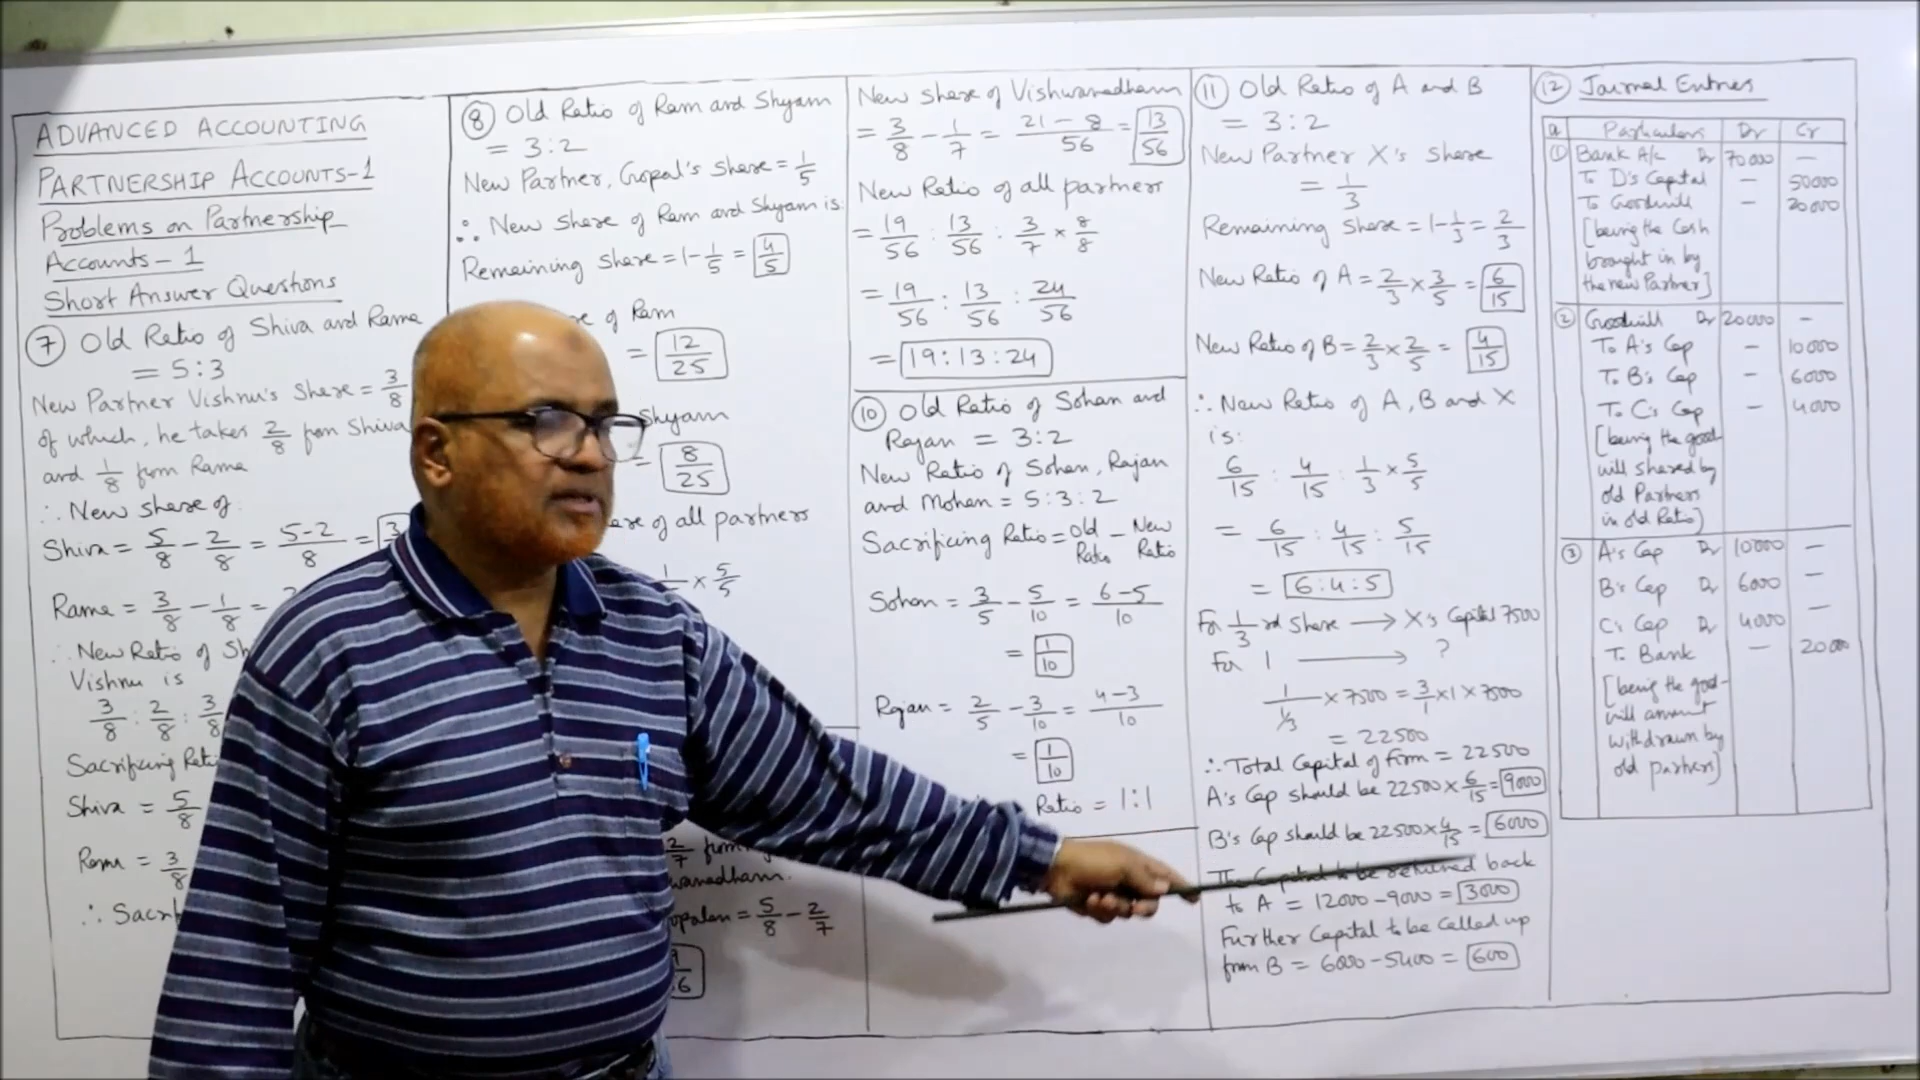 ADVANCED ACCOUNTING
PARTNERSHIP ACCOUNTS-1
Problems on Partnership
Accounts-1
Short Answer Questions
⑦ Old Ratio of Shiva and Rama
= 5:3
New Partner Vishnu's Share = 3/8
of which, he takes 2/8 from Shiva
and 1/8 from Rama
∴ New share of:
Shiva = 5/8 - 2/8 = 5-2/8 = 3
Rama = 3/8 - 1/8 =
∴ New Ratio of Sh
Vishnu is
3/8 : 2/8 : 3/8
Sacrificing Rati
Shiva = 5/8
Rama = 3/8
∴ Sacri
⑧ Old Ratio of Ram and Shyam
= 3:2
New Partner, Gopal's Share = 1/5
∴ New Share of Ram and Shyam is:
Remaining Share = 1-1/5 = 4/5
of Ram
= 12/25
Shyam
= 8/25
of all partners
1 × 5/5
2/7 from
wanadham.
opalan = 5/8 - 2/7
New Share of Vishwanadham
= 3/8 - 1/7 = 21-8/56 = 13/56
New Ratio of all partners
= 19/56 : 13/56 : 3/7 × 8/8
= 19/56 : 13/56 : 24/56
= 19:13:24
⑩ Old Ratio of Sohan and
Rajan = 3:2
New Ratio of Sohan, Rajan
and Mohan = 5:3:2
Sacrificing Ratio = Old Ratio - New Ratio
Sohan = 3/5 - 5/10 = 6-5/10
= 1/10
Rajan = 2/5 - 3/10 = 4-3/10
= 1/10
Ratio = 1:1
⑪ Old Ratio of A and B
= 3:2
New Partner X's share
= 1/3
Remaining Share = 1-1/3 = 2/3
New Ratio of A = 2/3 × 3/5 = 6/15
New Ratio of B = 2/3 × 2/5 = 4/15
∴ New Ratio of A, B and X
is:
6/15 : 4/15 : 1/3 × 5/5
= 6/15 : 4/15 : 5/15
= 6:4:5
For 1/3 rd Share → X's Capital 7500
For 1 → ?
1/1/3 × 7500 = 3/1 × 1 × 7500
= 22500
∴ Total Capital of Firm = 22500
A's Cap should be 22500 × 6/15 = 9000
B's Cap should be 22500 × 4/15 = 6000
The Capital to be returned back
to A = 12000 - 9000 = 3000
Further Capital to be called up
from B = 6000 - 5400 = 600
⑫ Journal Entries
a Particulars Dr Cr
① Bank A/c Dr 70000 -
To D's Capital - 50000
To Goodwill - 20000
[being the Cash
brought in by
the new Partner]
② Goodwill Dr 20000 -
To A's Cap - 10000
To B's Cap - 6000
To C's Cap - 4000
[being the good-
will shared by
old Partners
in old Ratio]
③ A's Cap Dr 10000 -
B's Cap Dr 6000 -
C's Cap Dr 4000 -
To Bank - 20000
[being the good-
will amount
withdrawn by
old partners]